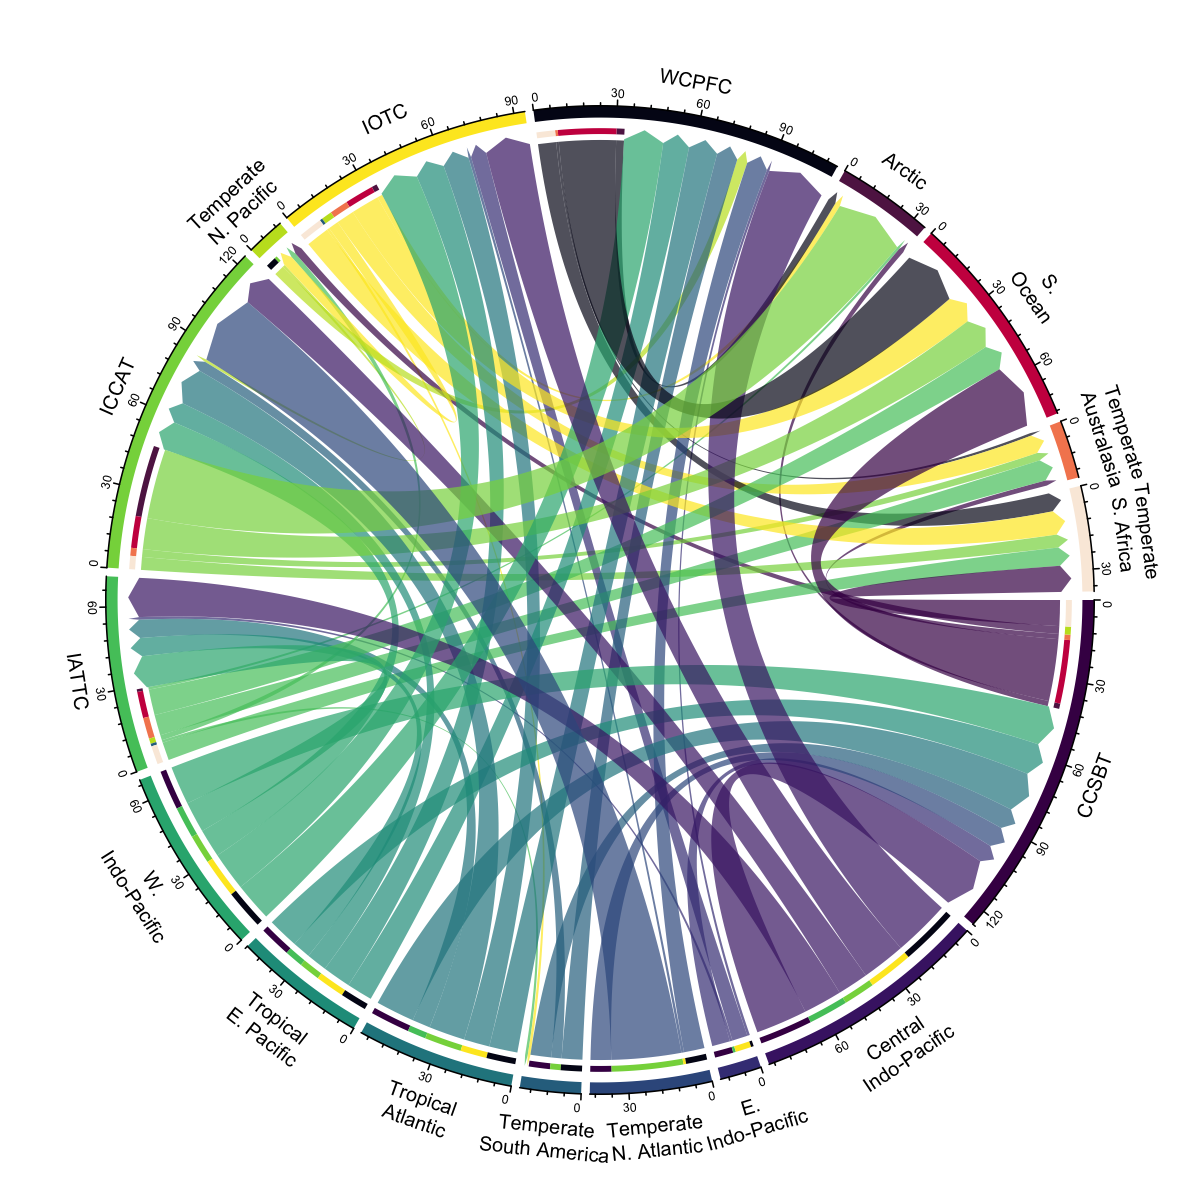 WCPFC
0
30
60
90
Arctic
0
30
S.
Ocean
0
30
60
Temperate
Australasia
0
Temperate
S. Africa
0
30
CCSBT
0
30
60
90
120
Central
Indo-Pacific
0
30
60
E.
Indo-Pacific
0
Temperate
N. Atlantic
0
30
Temperate
South America
0
Tropical
Atlantic
0
30
Tropical
E. Pacific
0
30
W.
Indo-Pacific
0
30
60
IATTC
0
30
60
ICCAT
0
30
60
90
120
Temperate
N. Pacific
0
IOTC
0
30
60
90